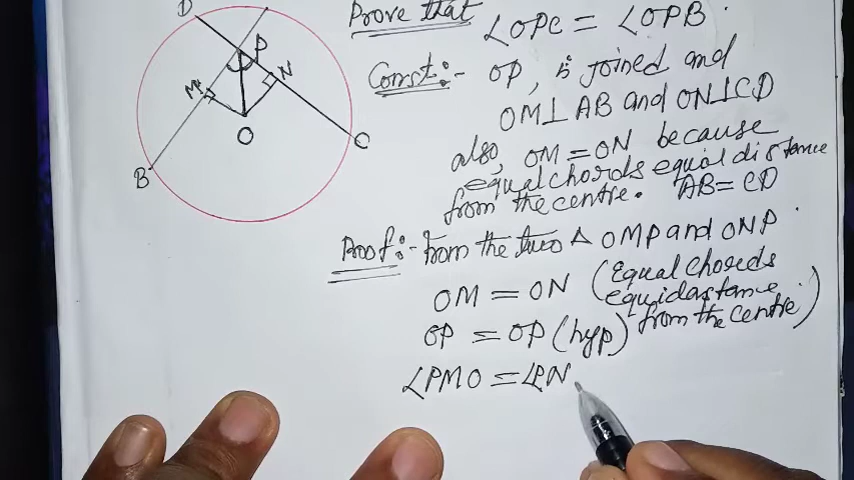 D
P
M
N
O
B
C
Prove that ∠OPC = ∠OPB.
Const:- OP, is joined and
OM⊥AB and ON⊥CD
also, OM = ON because
equal chords equal distance
from the centre. AB = CD
Proof:- from the two △ OMP and ONP.
OM = ON (Equal chords
equidastance
from the centre)
OP = OP (hyp)
∠PMO = ∠PN